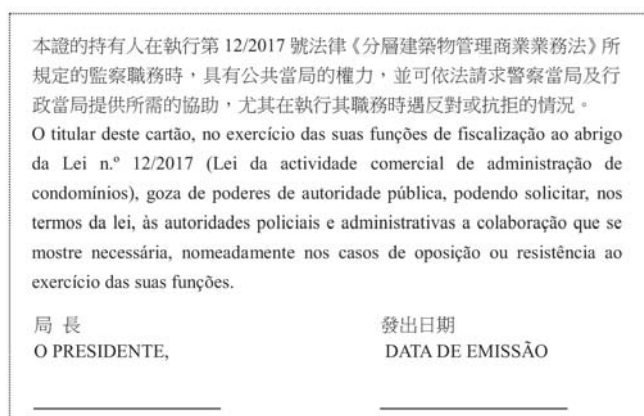 本證的持有人在執行第 12/2017 號法律《分層建築物管理商業業務法》所
規定的監察職務時，具有公共當局的權力，並可依法請求警察當局及行
政當局提供所需的協助，尤其在執行其職務時遇反對或抗拒的情況。
O titular deste cartão, no exercício das suas funções de fiscalização ao abrigo
da Lei n.º 12/2017 (Lei da actividade comercial de administração de
condomínios), goza de poderes de autoridade pública, podendo solicitar, nos
termos da lei, às autoridades policiais e administrativas a colaboração que se
mostre necessária, nomeadamente nos casos de oposição ou resistência ao
exercício das suas funções.
局 長 發出日期
O PRESIDENTE, DATA DE EMISSÃO